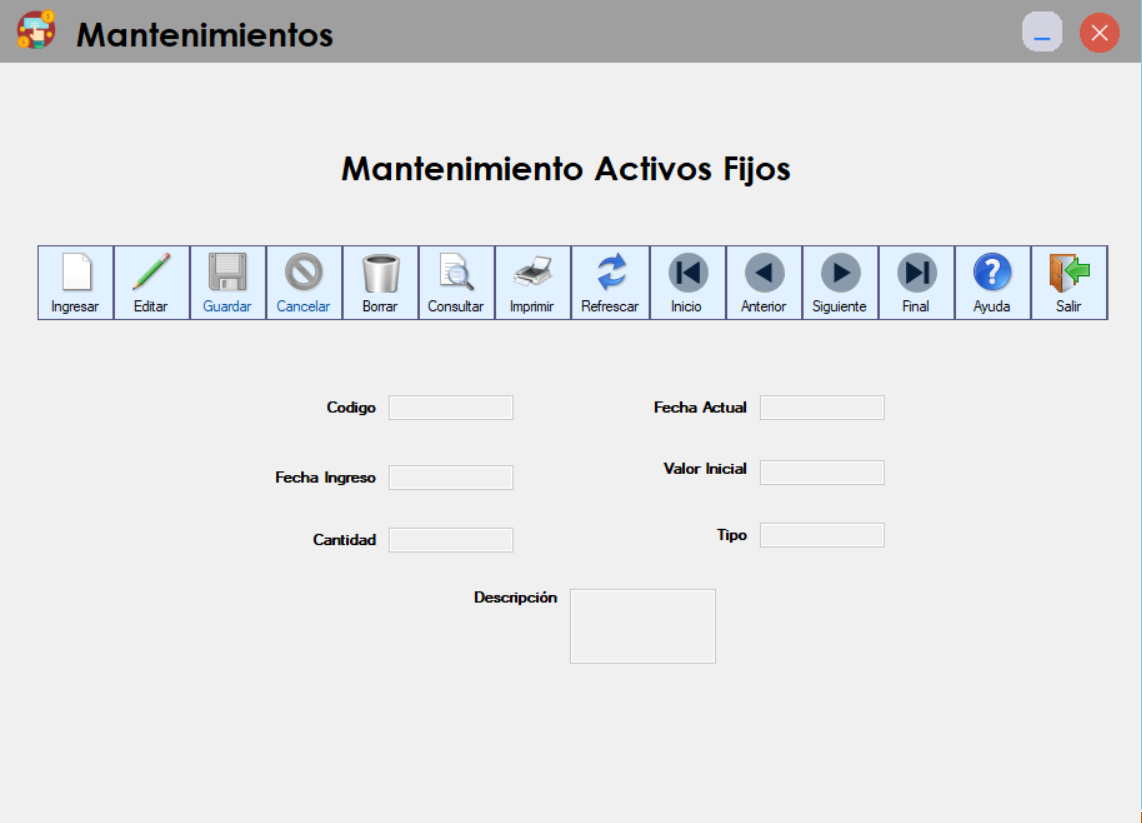 Mantenimientos
Mantenimiento Activos Fijos
Ingresar Editar Guardar Cancelar Borrar Consultar Imprimir Refrescar Inicio Anterior Siguiente Final Ayuda Salir
Codigo Fecha Actual
Fecha Ingreso Valor Inicial
Cantidad Tipo
Descripción